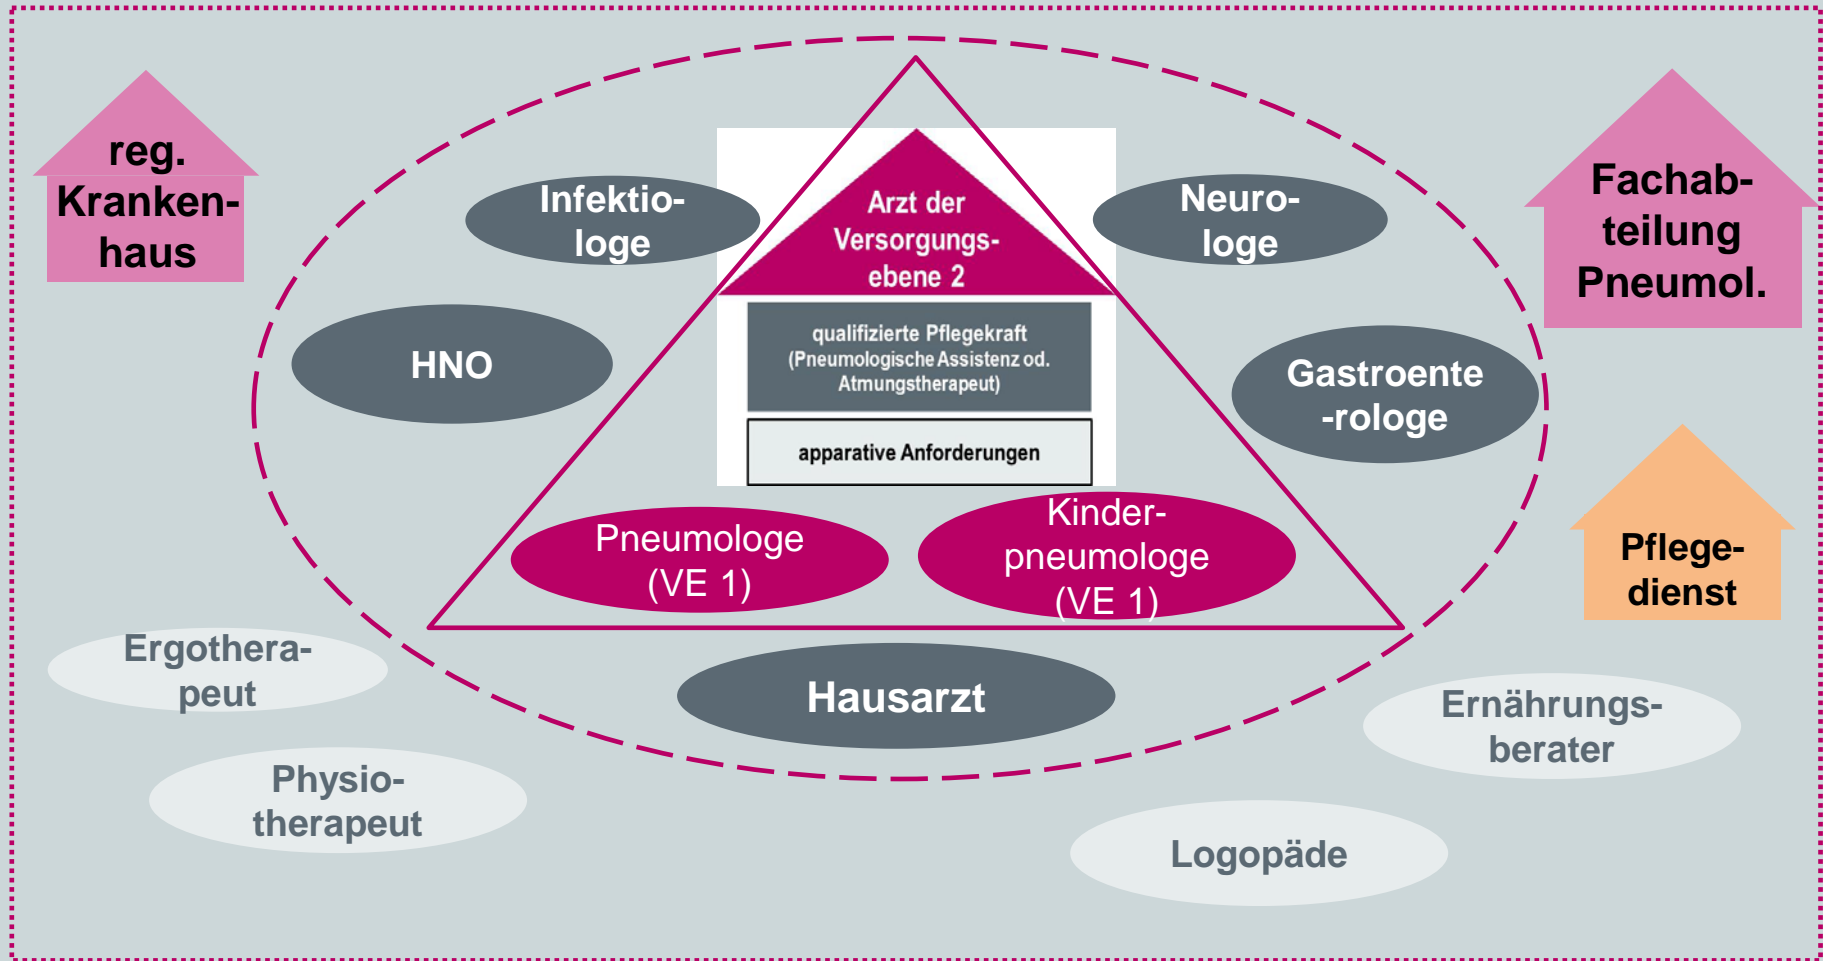 reg.
Kranken-
haus
Infektio-
loge
Arzt der
Versorgungs-
ebene 2
Neuro-
loge
Fachab-
teilung
Pneumol.
HNO
qualifizierte Pflegekraft
(Pneumologische Assistenz od.
Atmungstherapeut)
Gastroente
-rologe
apparative Anforderungen
Pneumologe
(VE 1)
Kinder-
pneumologe
(VE 1)
Pflege-
dienst
Ergothera-
peut
Hausarzt
Ernährungs-
berater
Physio-
therapeut
Logopäde